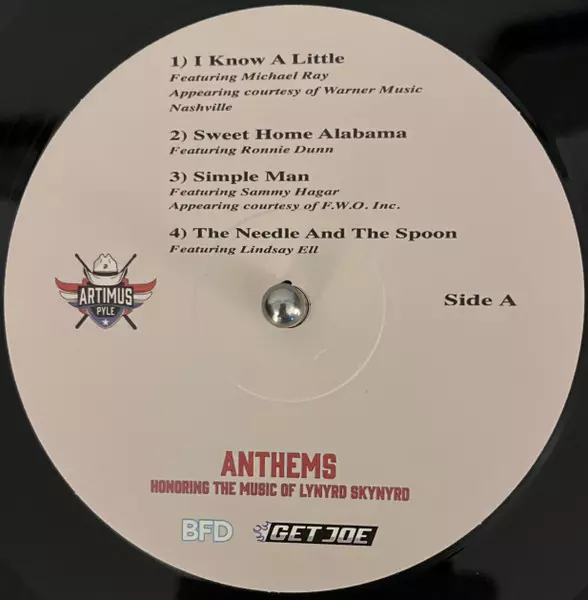 1) I Know A Little
Featuring Michael Ray
Appearing courtesy of Warner Music
Nashville
2) Sweet Home Alabama
Featuring Ronnie Dunn
3) Simple Man
Featuring Sammy Hagar
Appearing courtesy of F.W.O. Inc.
4) The Needle And The Spoon
Featuring Lindsay Ell
ARTIMUS
PYLE
Side A
ANTHEMS
HONORING THE MUSIC OF LYNYRD SKYNYRD
BFD GET JOE